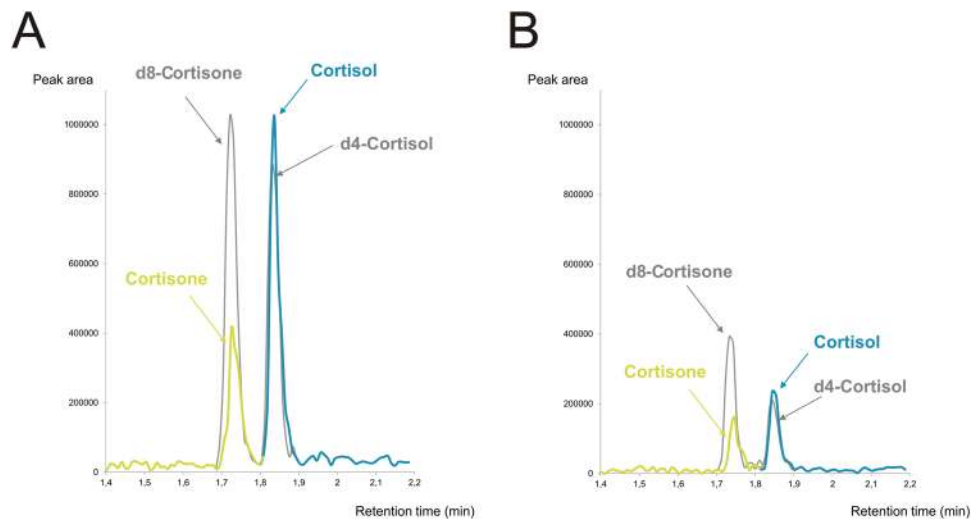 A
Peak area
d8-Cortisone
Cortisol
d4-Cortisol
Cortisone
1000000
800000
600000
400000
200000
0
1,4 1,5 1,6 1,7 1,8 1,9 2 2,1 2,2
Retention time (min)
B
Peak area
1000000
800000
600000
400000
200000
0
d8-Cortisone
Cortisol
Cortisone
d4-Cortisol
1,4 1,5 1,6 1,7 1,8 1,9 2 2,1 2,2
Retention time (min)